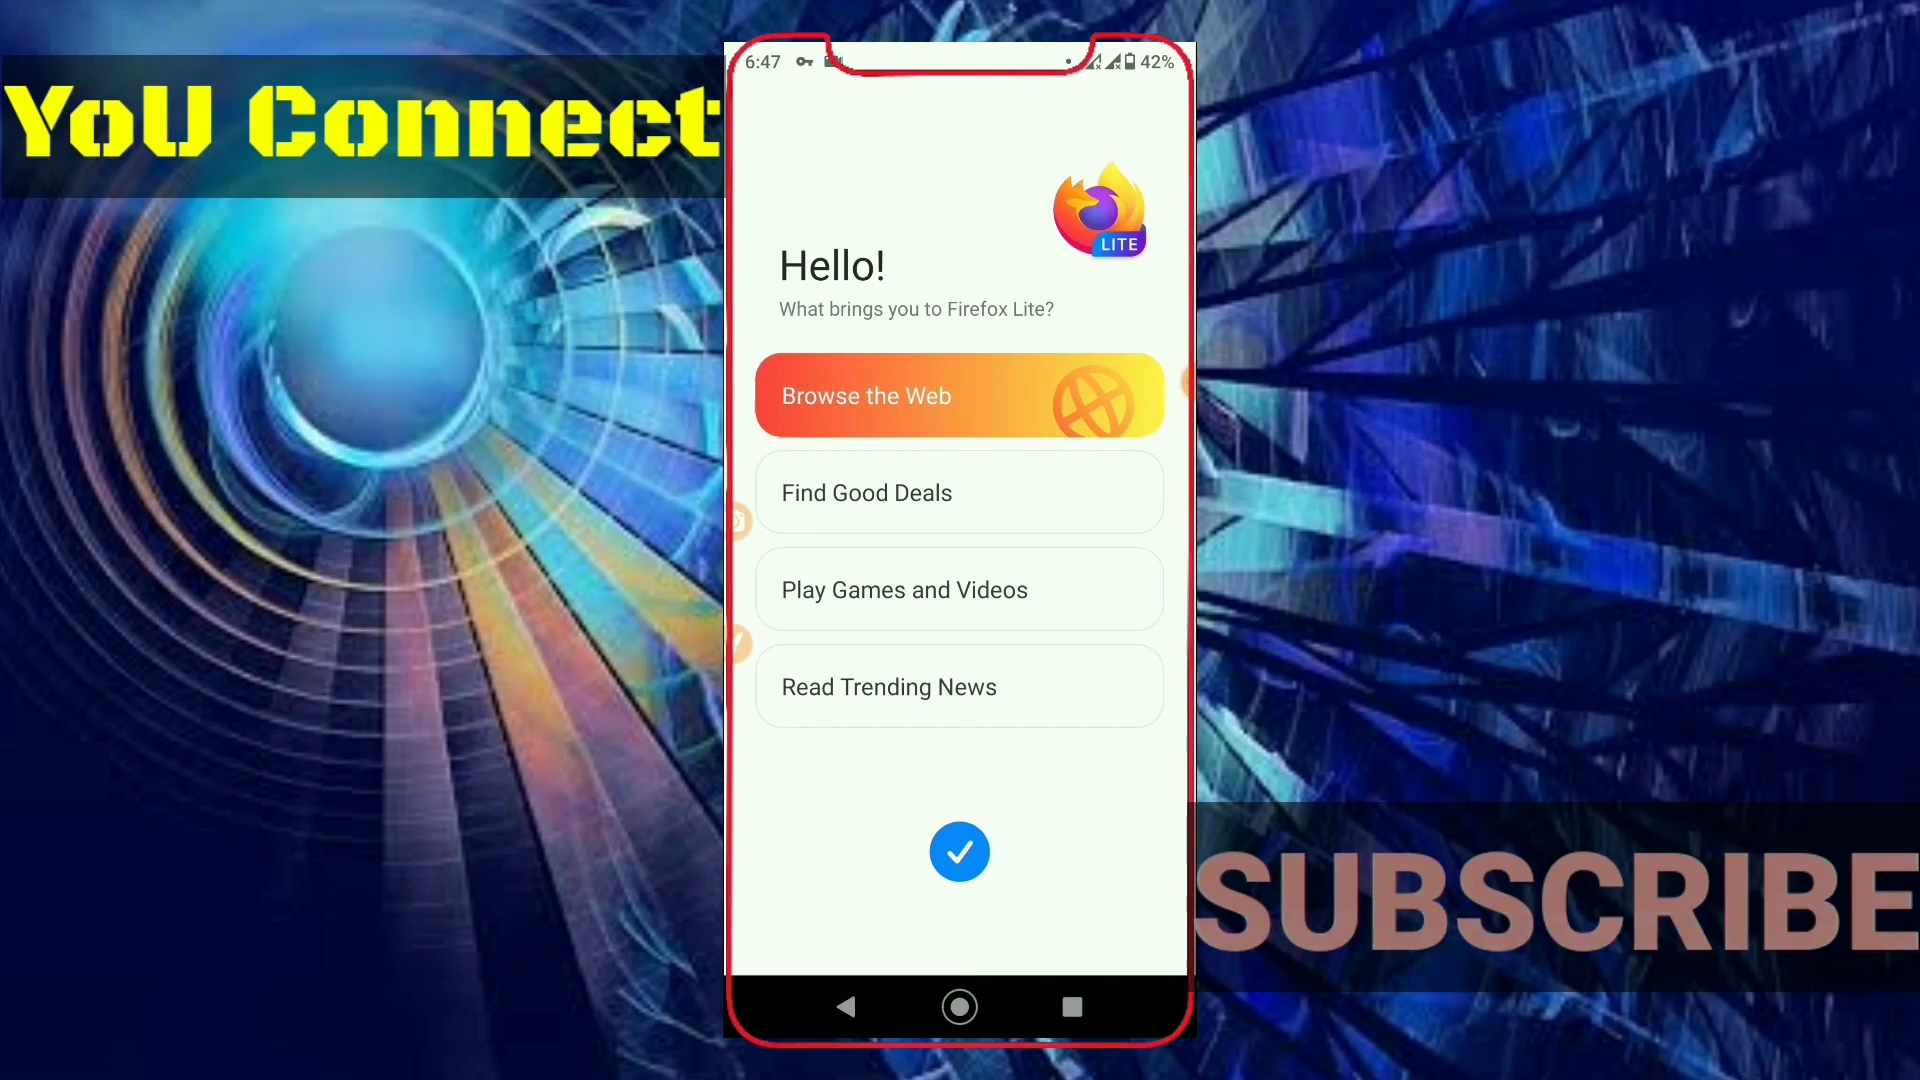 YoU Connect
6:47
42%
LITE
Hello!
What brings you to Firefox Lite?
Browse the Web
Find Good Deals
Play Games and Videos
Read Trending News
SUBSCRIBE